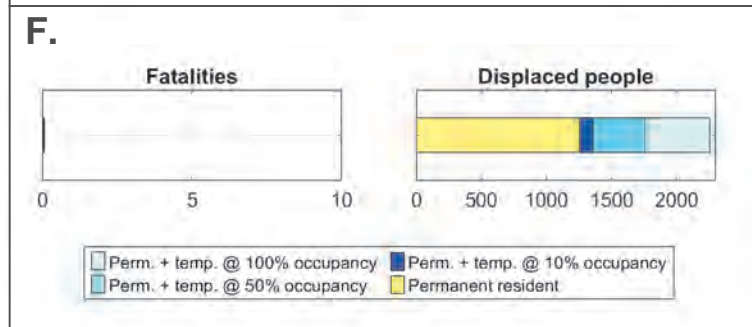 F.
Fatalities
0 5 10
Displaced people
0 500 1000 1500 2000
Perm. + temp. @ 100% occupancy Perm. + temp. @ 10% occupancy
Perm. + temp. @ 50% occupancy Permanent resident